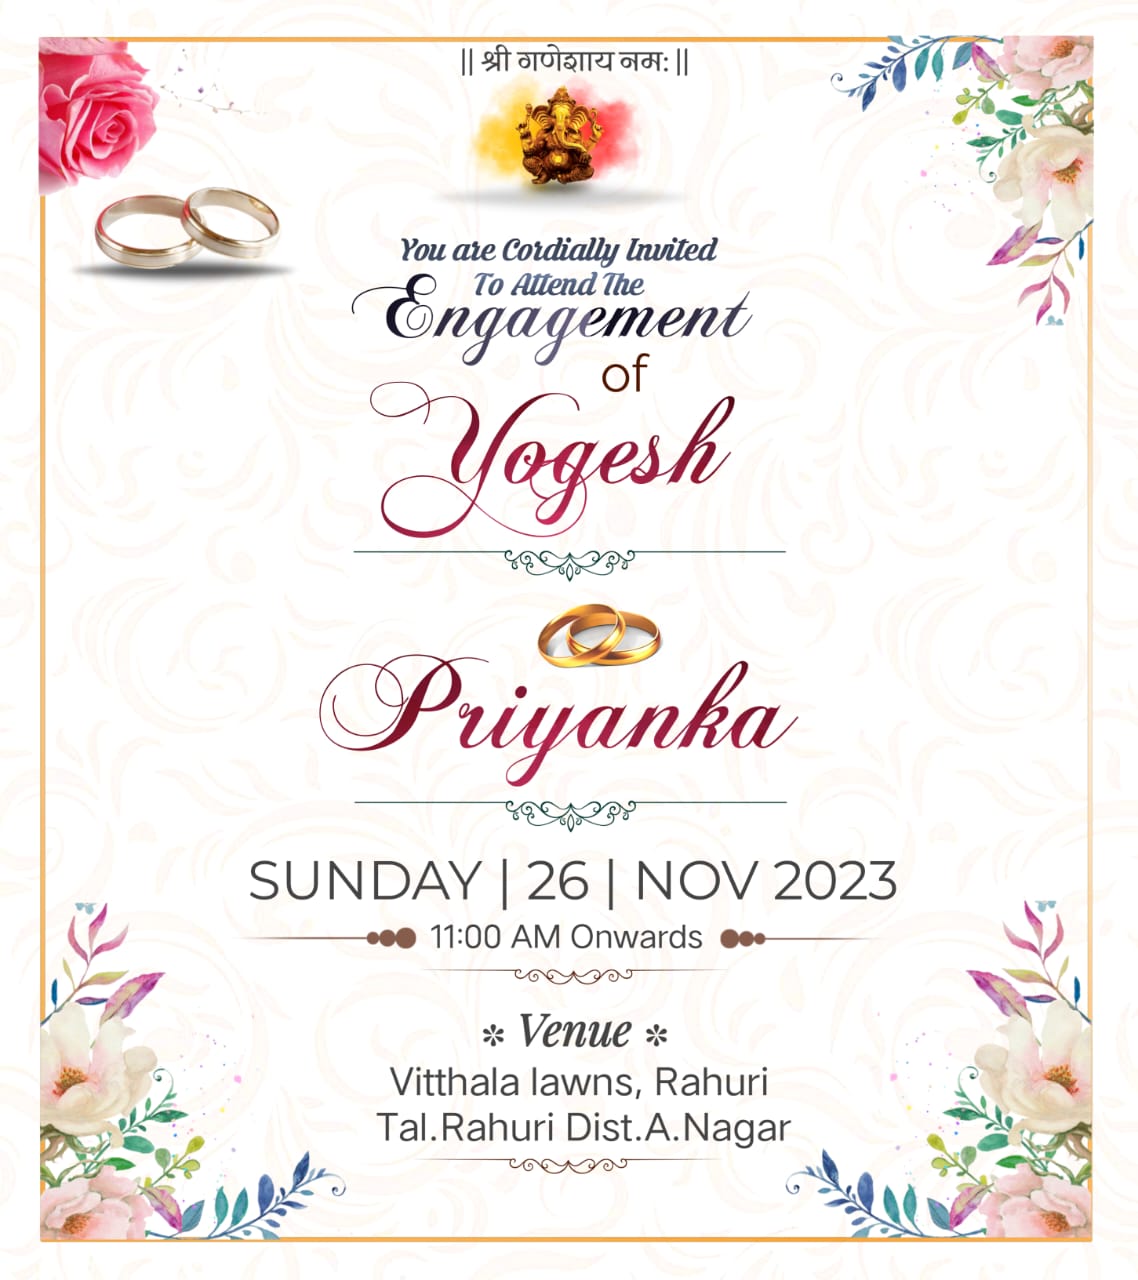 || श्री गणेशाय नमः ||
You are Cordially Invited
To Attend The
Engagement
of
Yogesh
Priyanka
SUNDAY | 26 | NOV 2023
11:00 AM Onwards
* Venue *
Vitthala lawns, Rahuri
Tal.Rahuri Dist.A.Nagar